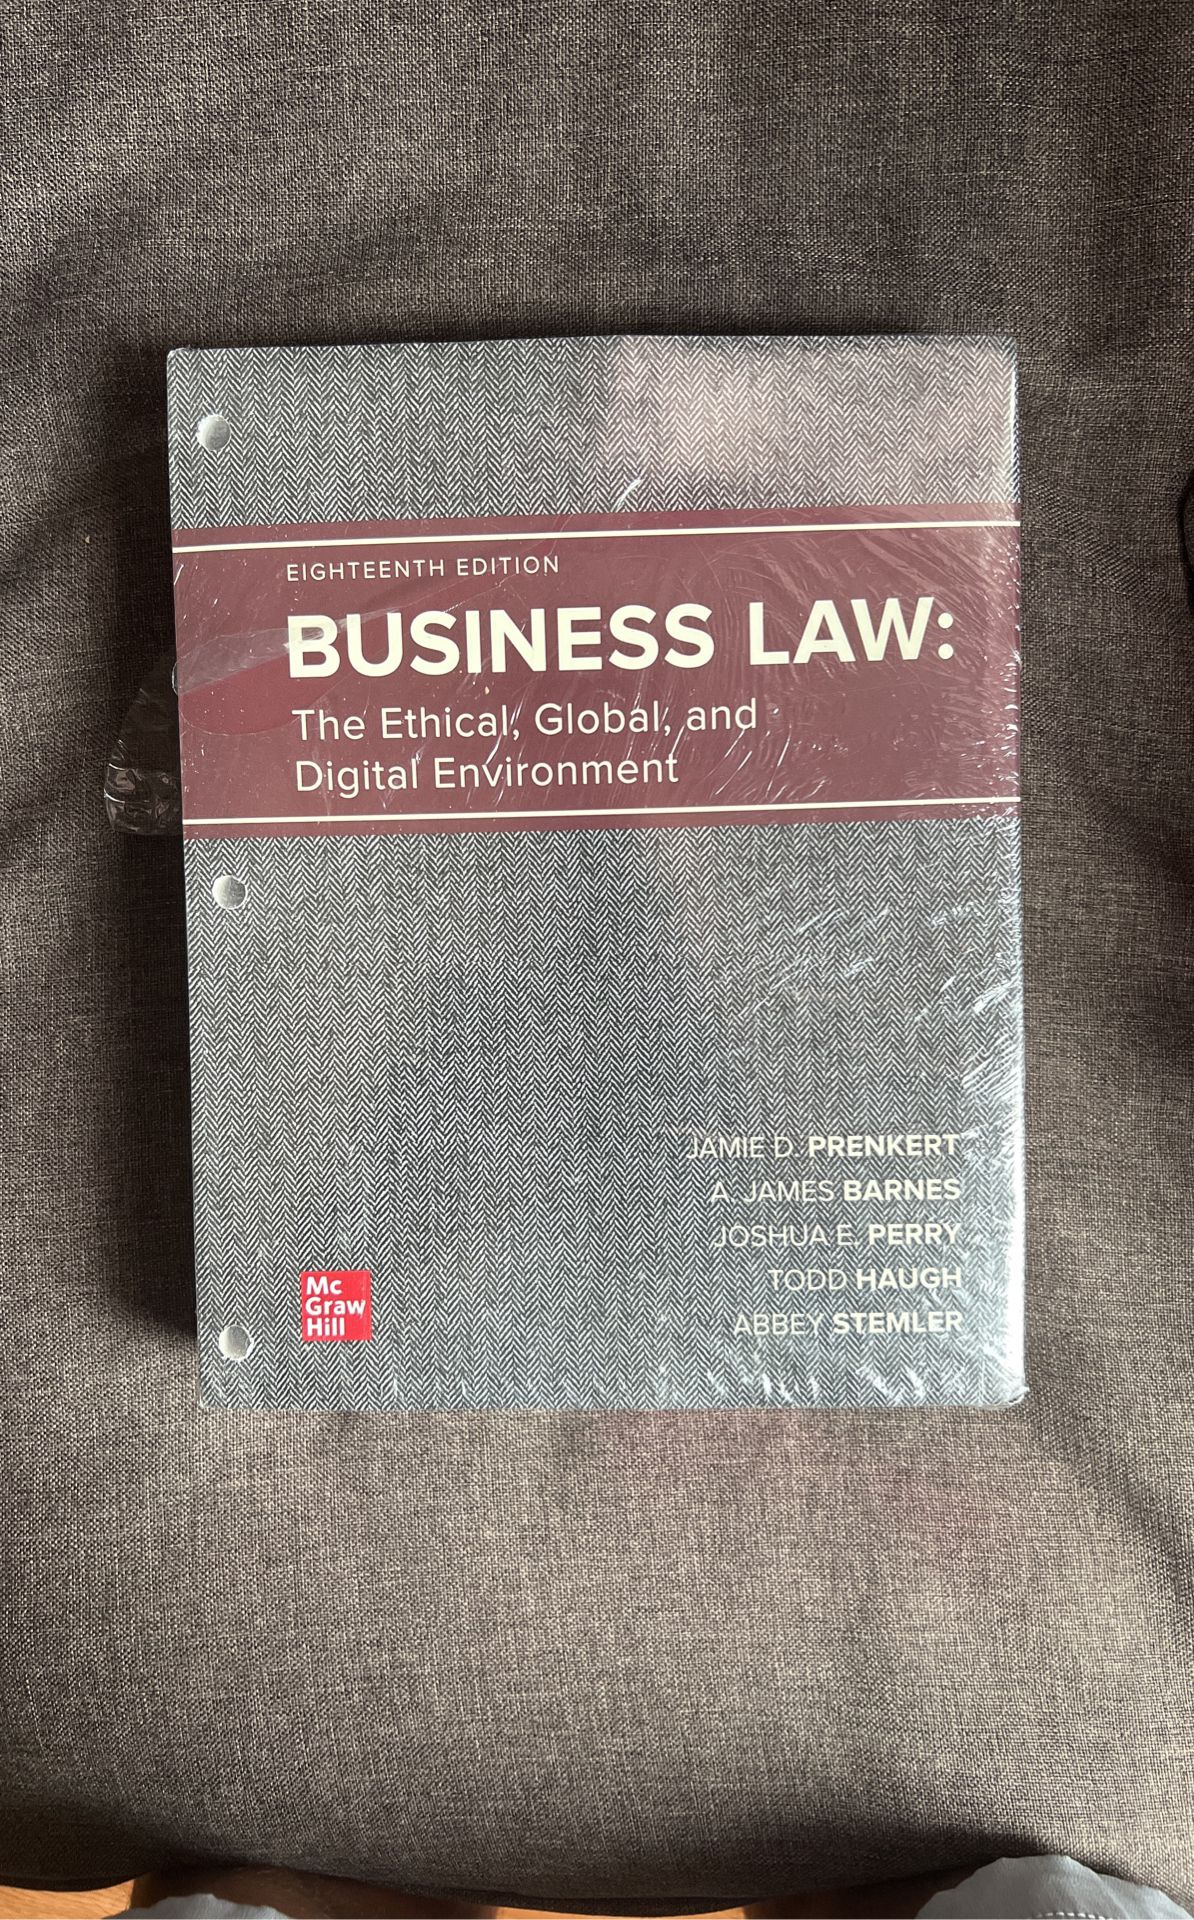 EIGHTEENTH EDITION
BUSINESS LAW:
The Ethical, Global, and
Digital Environment
JAMIE D. PRENKERT
A. JAMES BARNES
JOSHUA E. PERRY
TODD HAUGH
ABBEY STEMLER
Mc
Graw
Hill